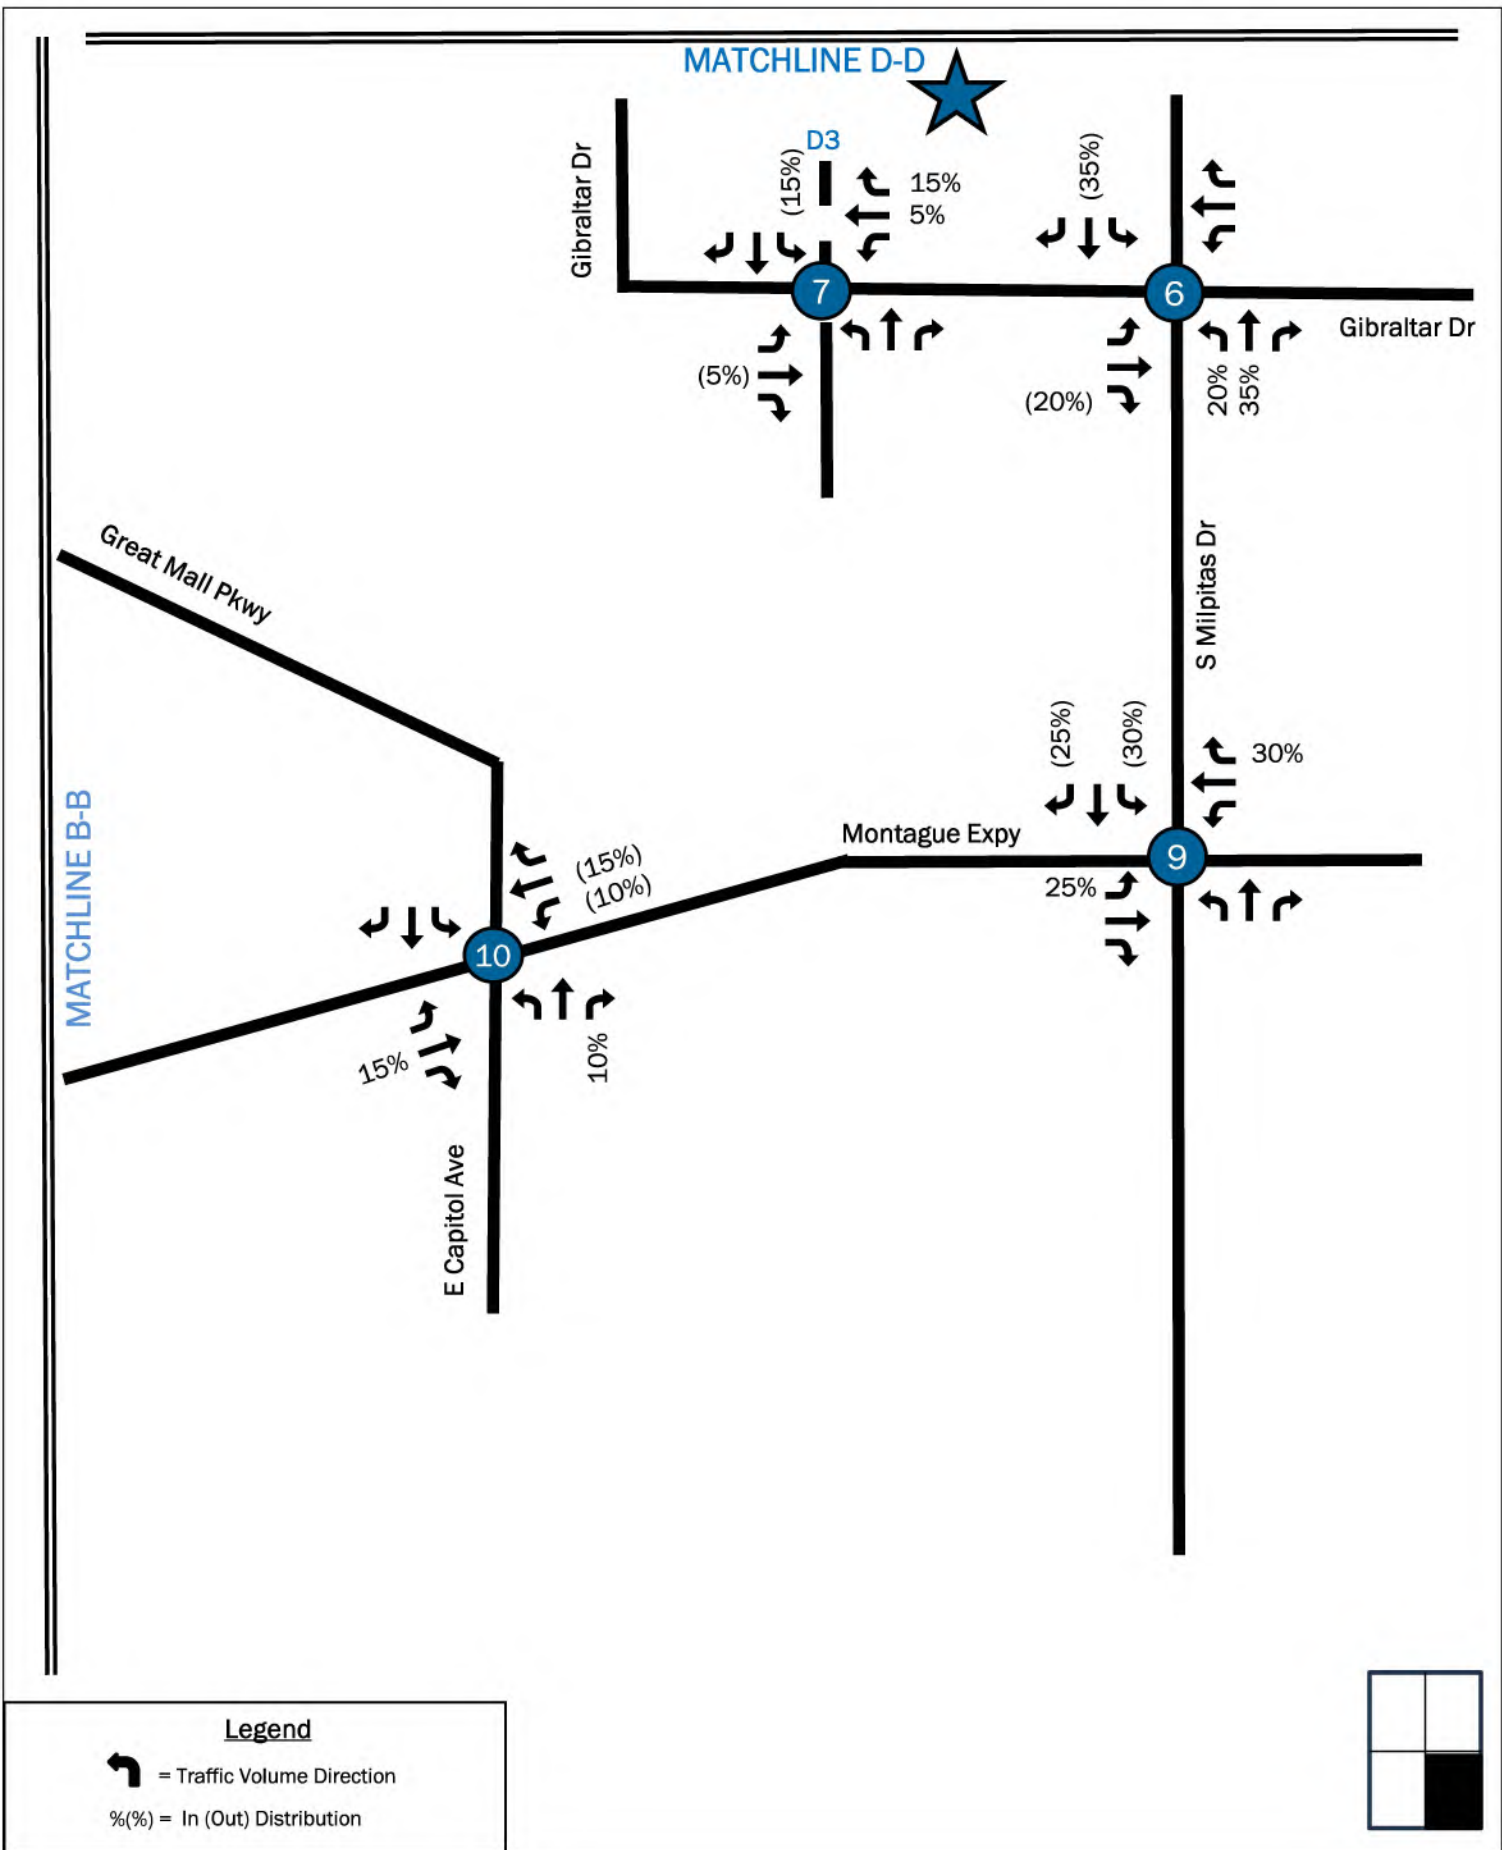 MATCHLINE D-D
D3
Gibraltar Dr
(15%)
15%
5%
(35%)
7
6
Gibraltar Dr
(5%)
(20%)
20%
35%
Great Mall Pkwy
S Milpitas Dr
(25%)
(30%)
30%
MATCHLINE B-B
Montague Expy
(15%)
(10%)
9
25%
10
15%
10%
E Capitol Ave
Legend
= Traffic Volume Direction
%(%) = In (Out) Distribution